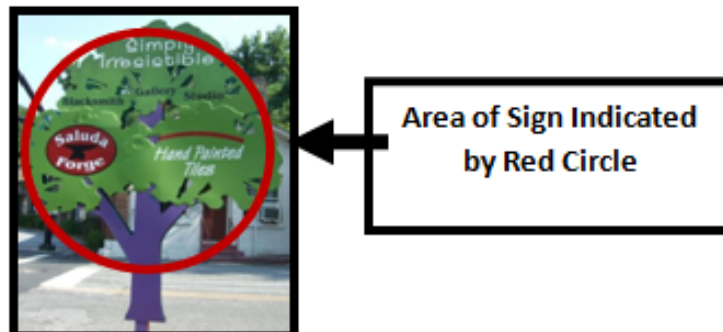 Simply
Irresistible
Blacksmith Gallery Studio
Saluda
Forge
Hand Painted
Tiles
Area of Sign Indicated
by Red Circle